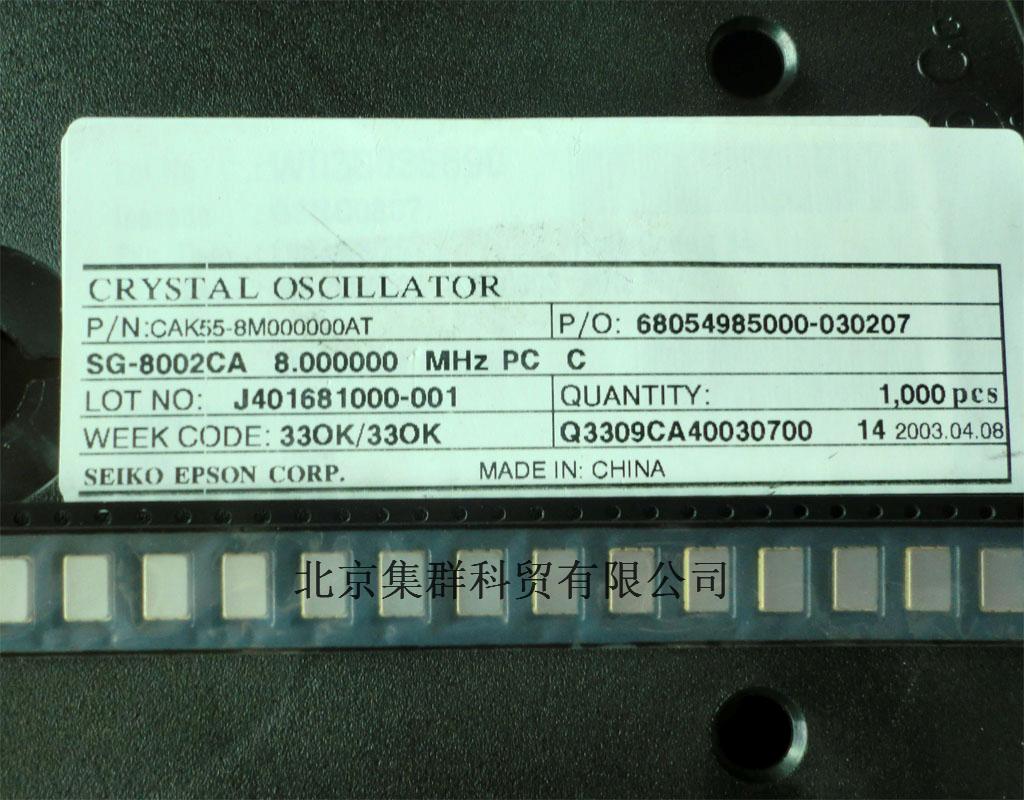 CRYSTAL OSCILLATOR
P/N:CAK55-8M000000AT P/O: 68054985000-030207
SG-8002CA 8.000000 MHz PC C
LOT NO: J401681000-001 QUANTITY: 1,000 pcs
WEEK CODE: 33OK/33OK Q3309CA40030700 14 2003.04.08
SEIKO EPSON CORP. MADE IN: CHINA
北京集群科贸有限公司